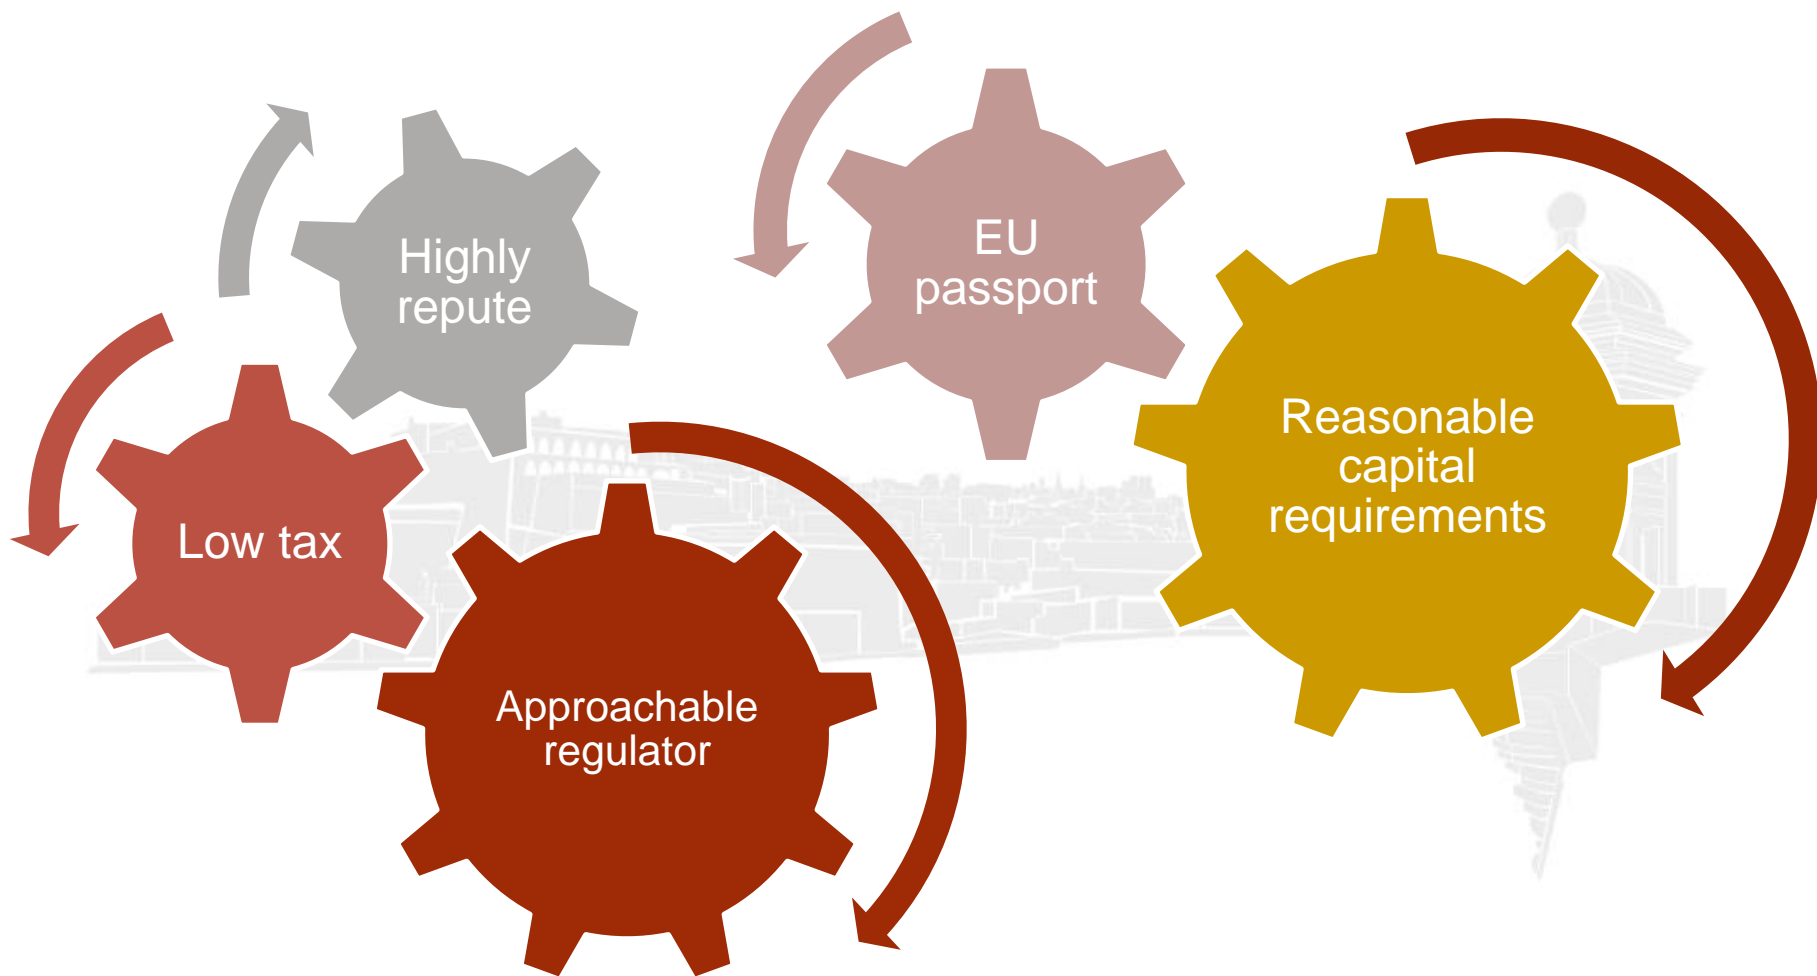 Highly
repute
EU
passport
Reasonable
capital
requirements
Low tax
Approachable
regulator